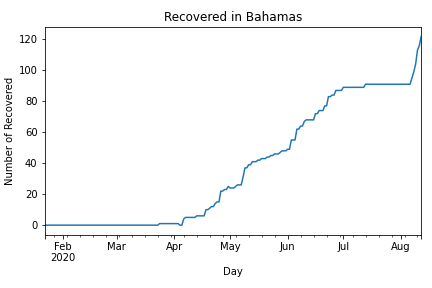 Recovered in Bahamas
Number of Recovered
120
100
80
60
40
20
0
Feb
2020
Mar
Apr
May
Jun
Jul
Aug
Day